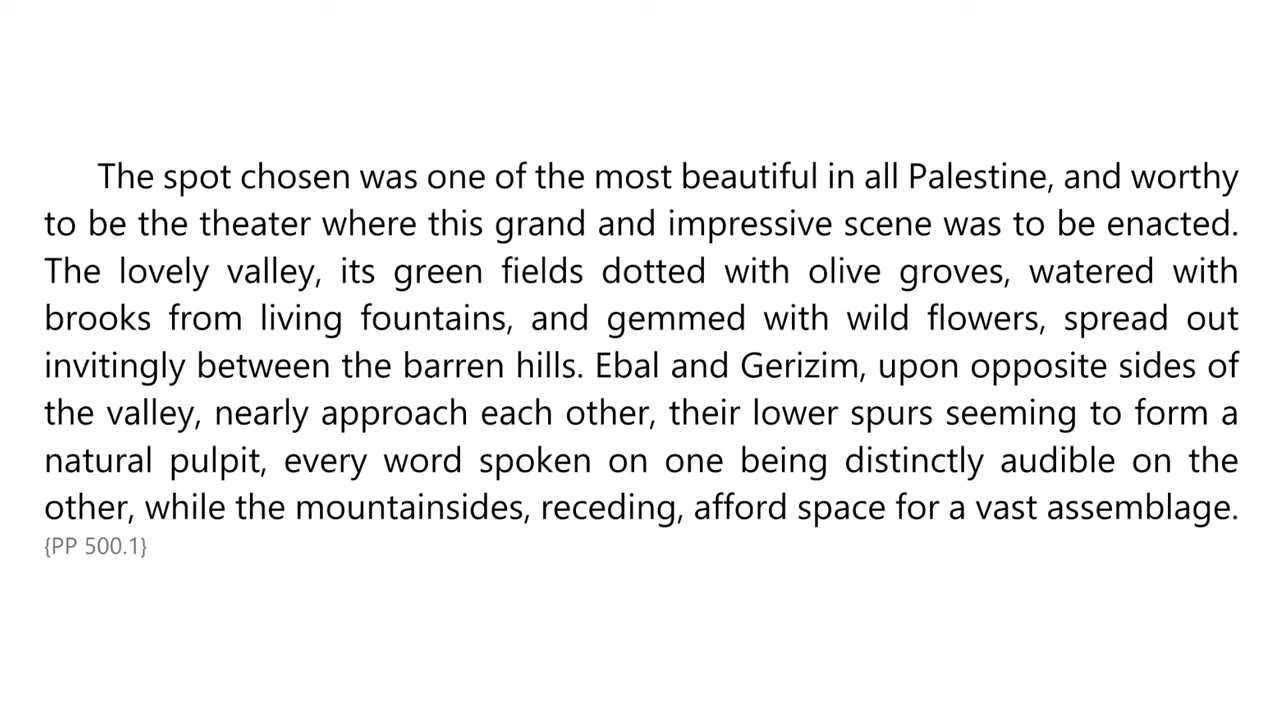 The spot chosen was one of the most beautiful in all Palestine, and worthy
to be the theater where this grand and impressive scene was to be enacted.
The lovely valley, its green fields dotted with olive groves, watered with
brooks from living fountains, and gemmed with wild flowers, spread out
invitingly between the barren hills. Ebal and Gerizim, upon opposite sides of
the valley, nearly approach each other, their lower spurs seeming to form a
natural pulpit, every word spoken on one being distinctly audible on the
other, while the mountainsides, receding, afford space for a vast assemblage.
{PP 500.1}